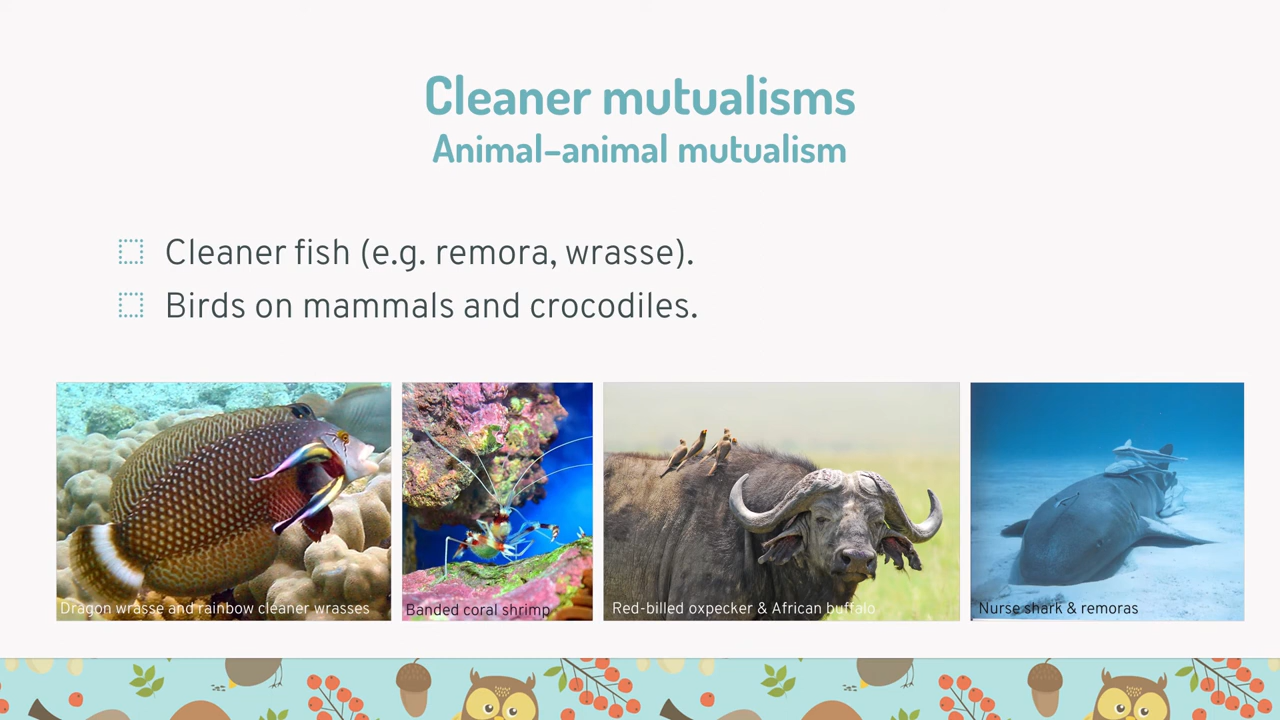 Cleaner mutualisms
Animal–animal mutualism
Cleaner fish (e.g. remora, wrasse).
Birds on mammals and crocodiles.
Dragon wrasse and rainbow cleaner wrasses
Banded coral shrimp
Red-billed oxpecker & African buffalo
Nurse shark & remoras